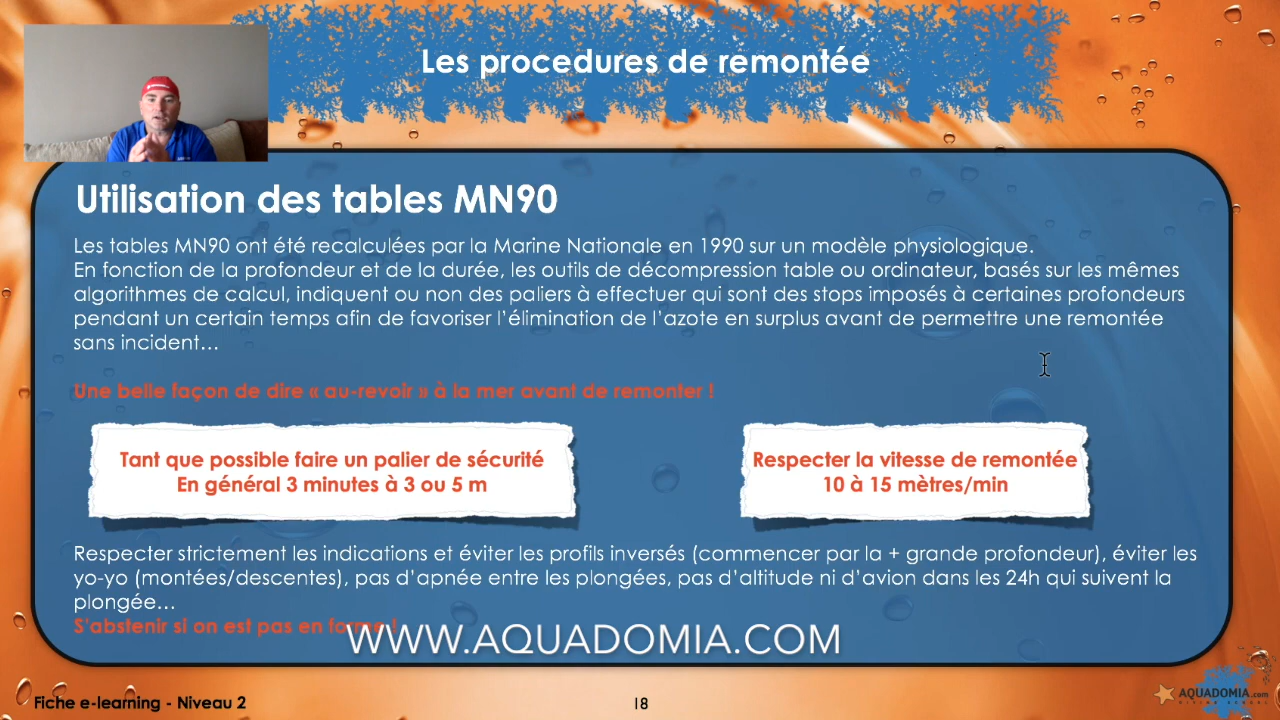 Les procedures de remontée
Utilisation des tables MN90
Les tables MN90 ont été recalculées par la Marine Nationale en 1990 sur un modèle physiologique.
En fonction de la profondeur et de la durée, les outils de décompression table ou ordinateur, basés sur les mêmes
algorithmes de calcul, indiquent ou non des paliers à effectuer qui sont des stops imposés à certaines profondeurs
pendant un certain temps afin de favoriser l'élimination de l'azote en surplus avant de permettre une remontée
sans incident...
Une belle façon de dire « au-revoir » à la mer avant de remonter !
Tant que possible faire un palier de sécurité
En général 3 minutes à 3 ou 5 m
Respecter la vitesse de remontée
10 à 15 mètres/min
Respecter strictement les indications et éviter les profils inversés (commencer par la + grande profondeur), éviter les
yo-yo (montées/descentes), pas d'apnée entre les plongées, pas d'altitude ni d'avion dans les 24h qui suivent la
plongée...
S'abstenir si on est pas en forme !
WWW.AQUADOMIA.COM
Fiche e-learning - Niveau 2
18
AQUADOMIA.com
DIVING SCHOOL